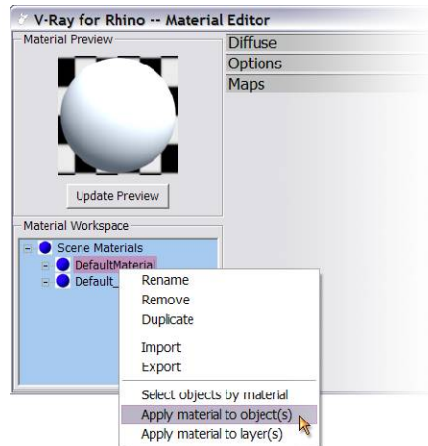 V-Ray for Rhino -- Material Editor
Material Preview
Diffuse
Options
Maps
Update Preview
Material Workspace
Scene Materials
DefaultMaterial
Default_
Rename
Remove
Duplicate
Import
Export
Select objects by material
Apply material to object(s)
Apply material to layer(s)